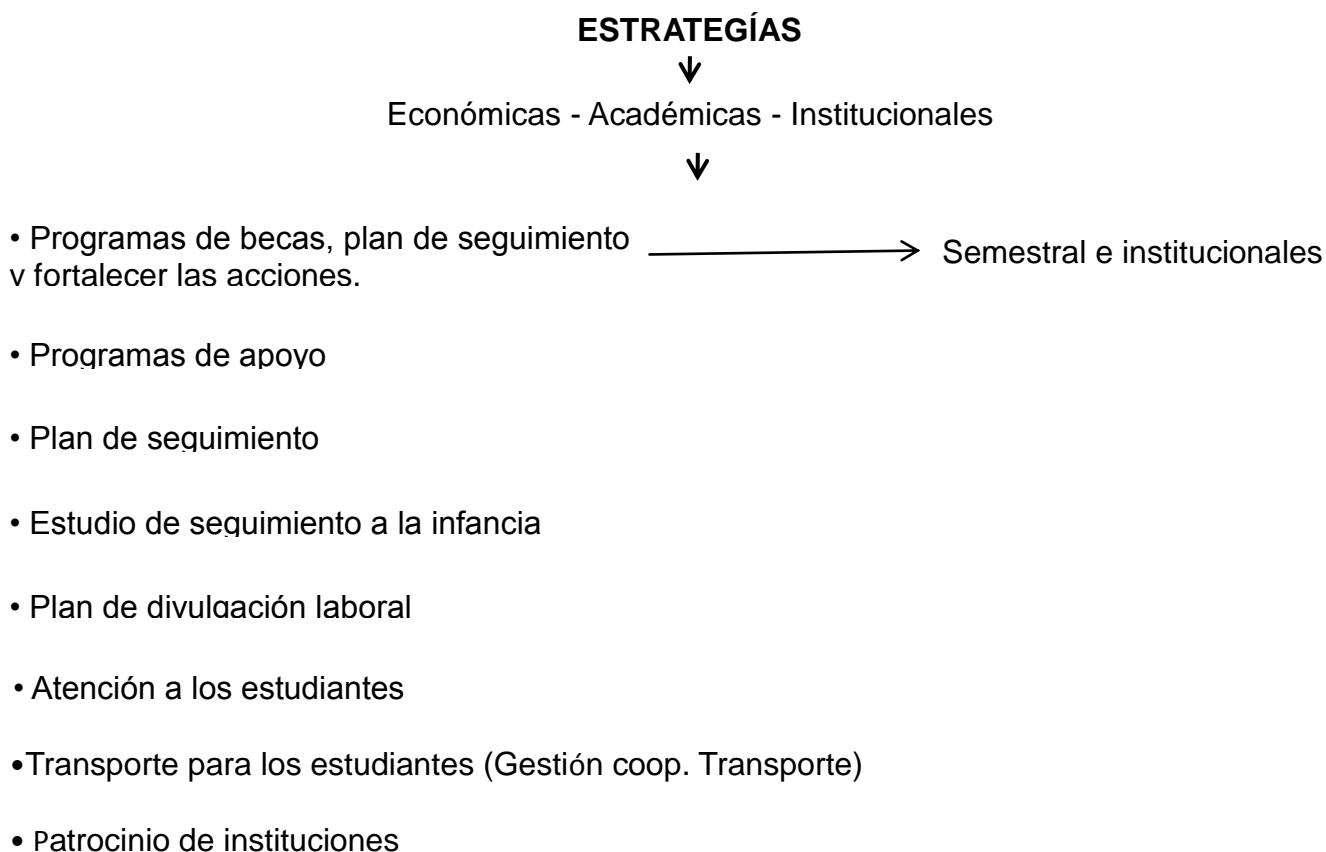 ESTRATEGÍAS
Económicas - Académicas - Institucionales
• Programas de becas, plan de seguimiento
y fortalecer las acciones.
Semestral e institucionales
• Programas de apoyo
• Plan de seguimiento
• Estudio de seguimiento a la infancia
• Plan de divulgación laboral
• Atención a los estudiantes
•Transporte para los estudiantes (Gestión coop. Transporte)
• Patrocinio de instituciones